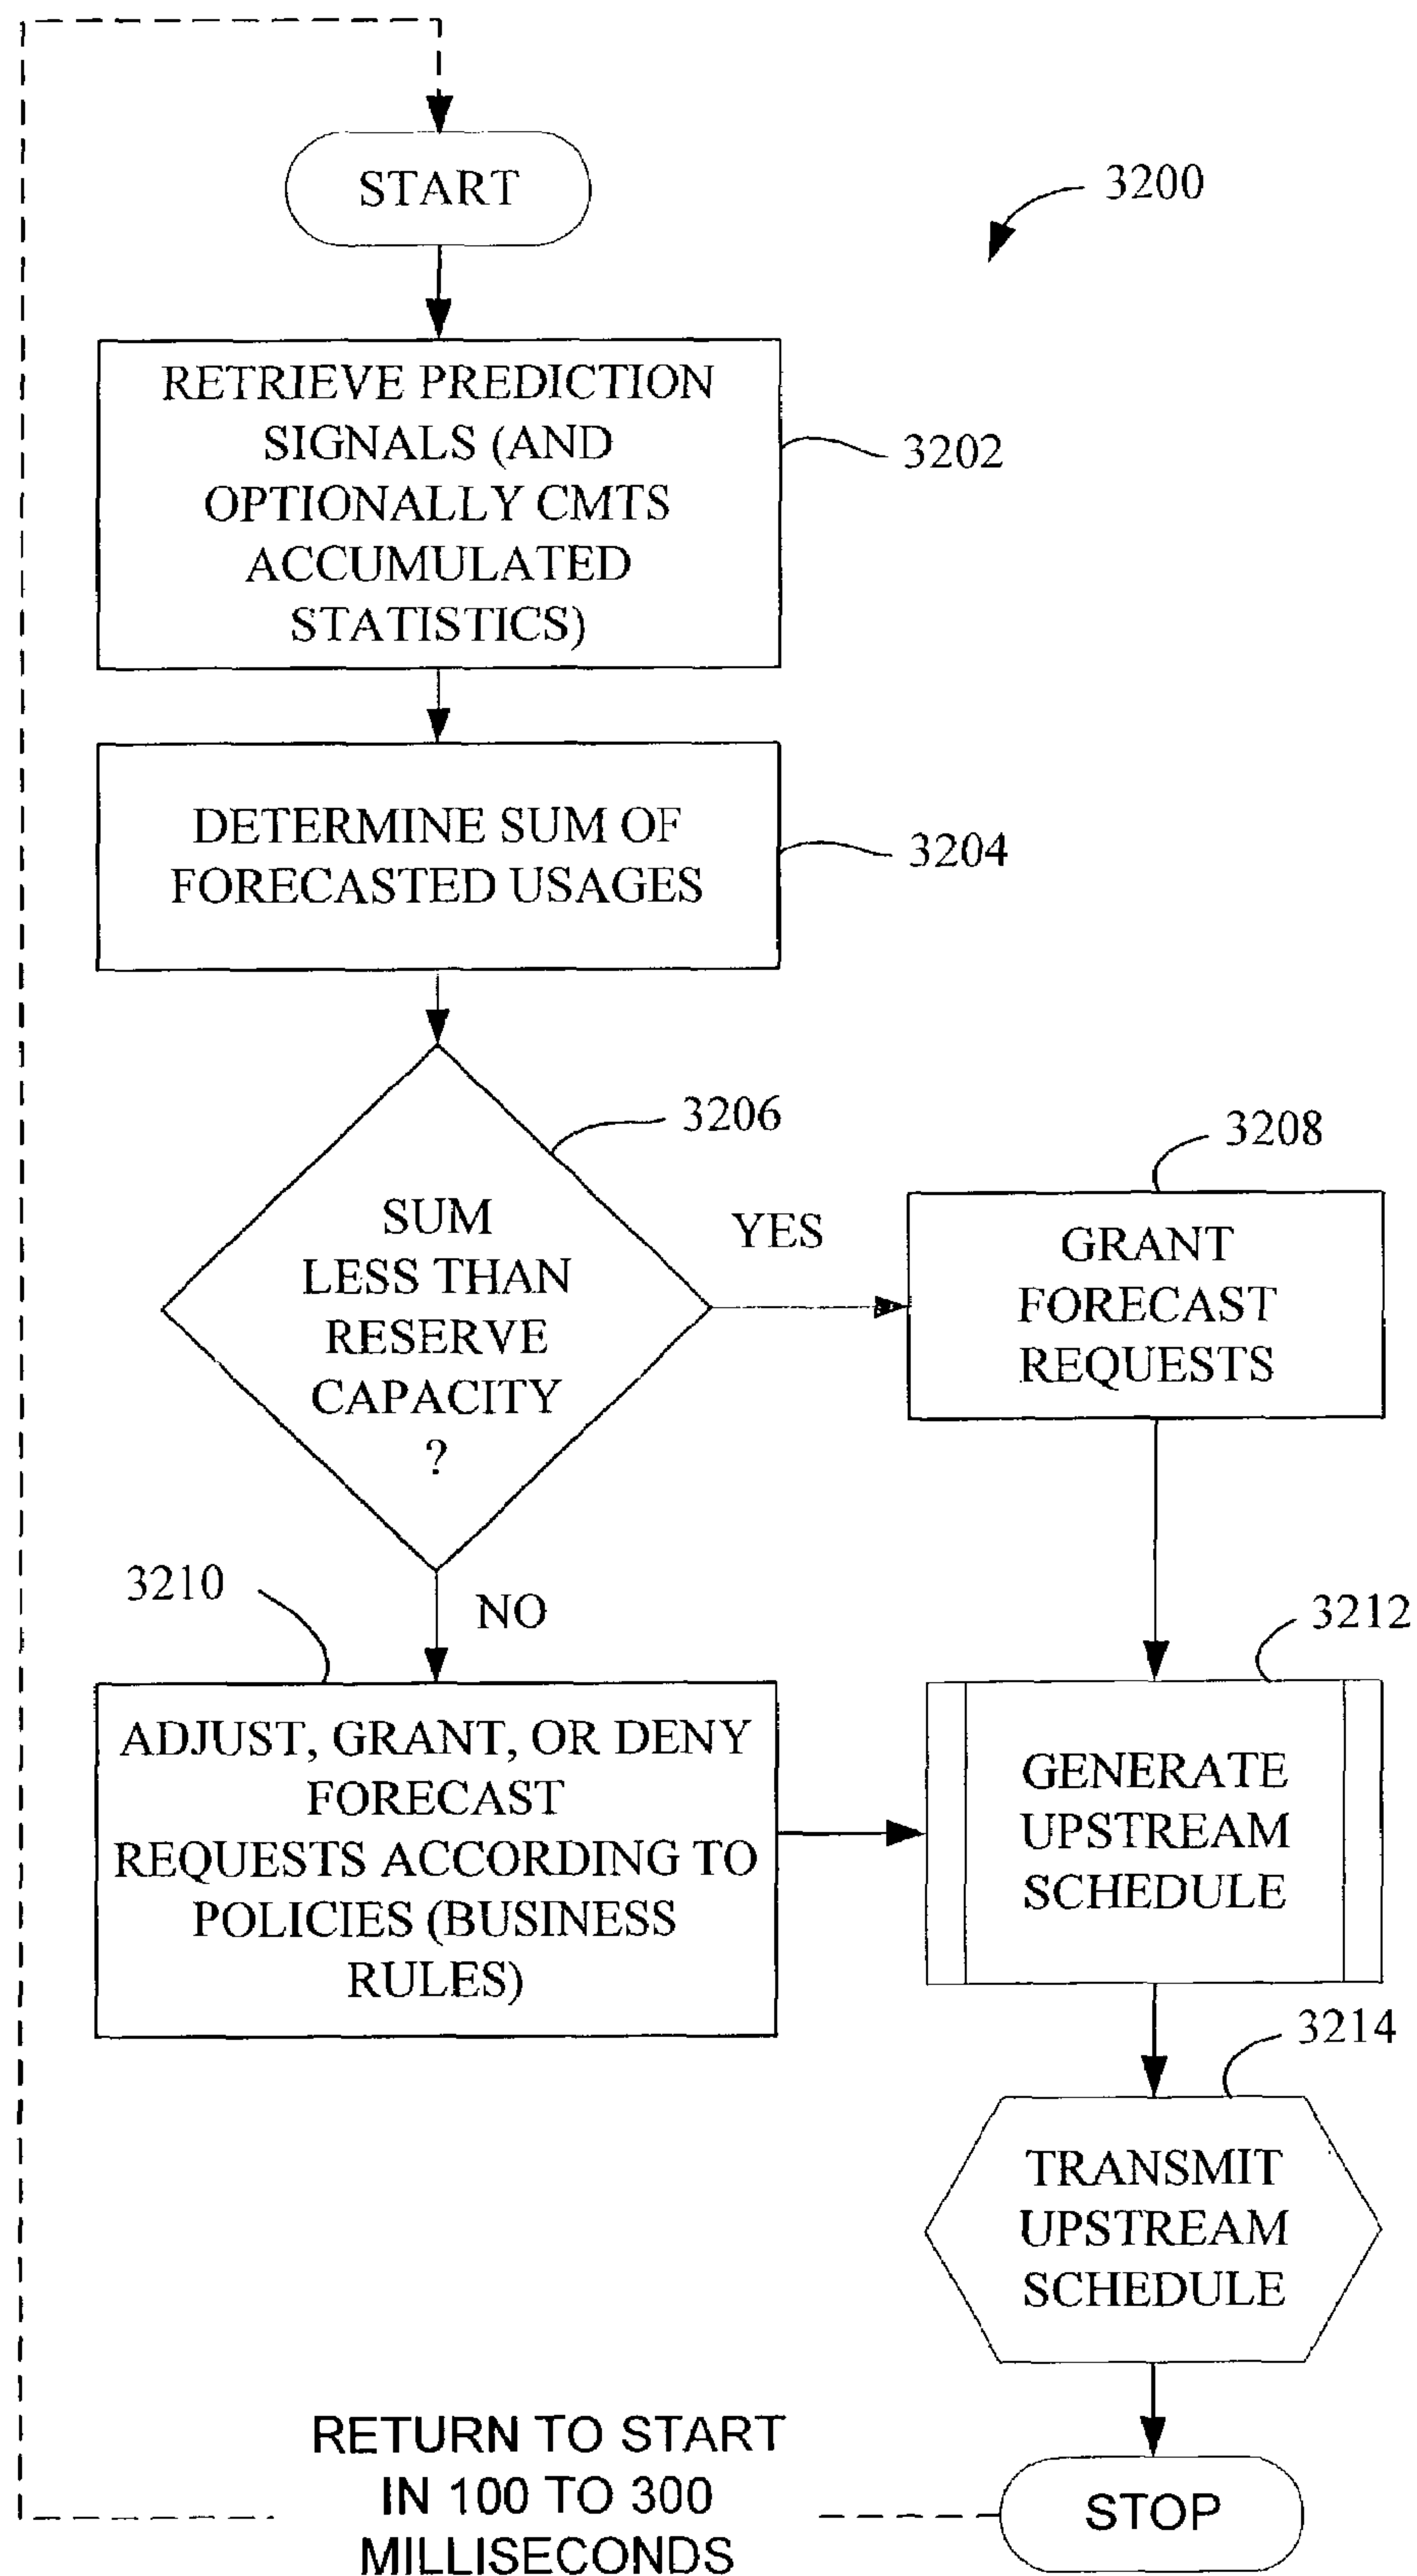 START
3200
RETRIEVE PREDICTION
SIGNALS (AND
OPTIONALLY CMTS
ACCUMULATED
STATISTICS)
3202
DETERMINE SUM OF
FORECASTED USAGES
3204
SUM
LESS THAN
RESERVE
CAPACITY
?
3206
YES
3208
GRANT
FORECAST
REQUESTS
NO
3210
ADJUST, GRANT, OR DENY
FORECAST
REQUESTS ACCORDING TO
POLICIES (BUSINESS
RULES)
3212
GENERATE
UPSTREAM
SCHEDULE
3214
TRANSMIT
UPSTREAM
SCHEDULE
RETURN TO START
IN 100 TO 300
MILLISECONDS
STOP